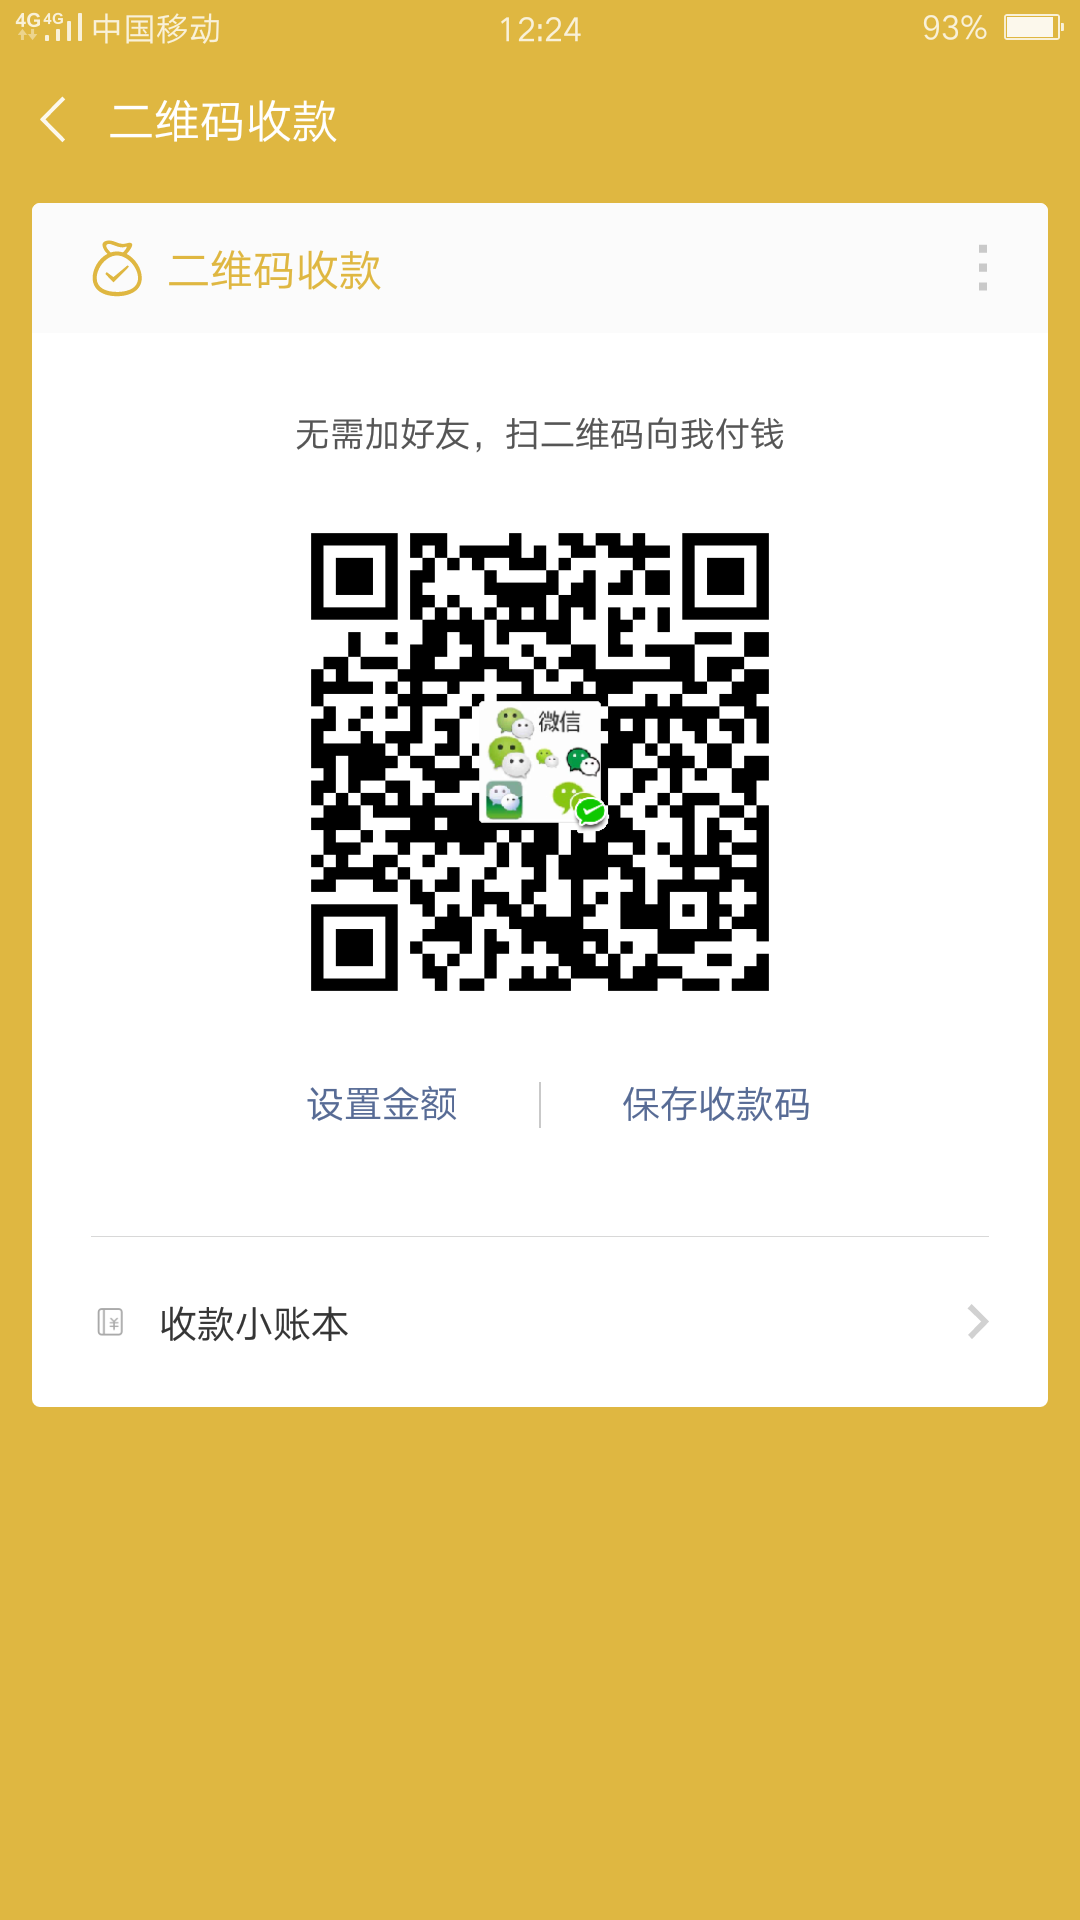 4G 4G 中国移动 12:24 93%
二维码收款
二维码收款
无需加好友，扫二维码向我付钱
微信
设置金额 保存收款码
收款小账本